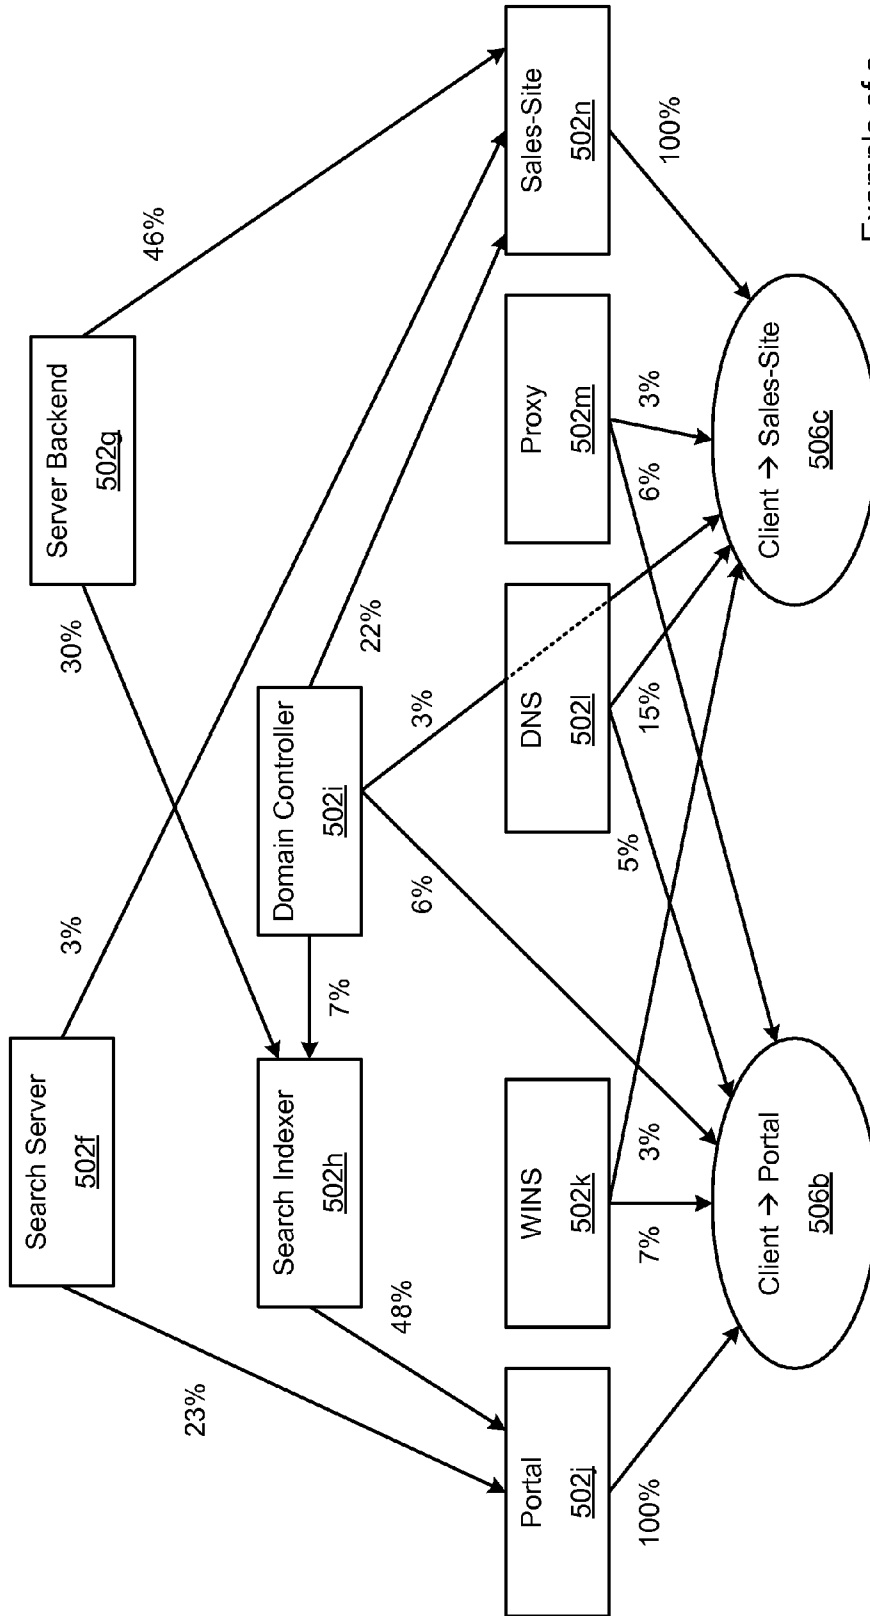 Search Server
502f
Server Backend
502g
23%
3%
30%
46%
Search Indexer
502h
Domain Controller
502i
7%
48%
6%
3%
22%
Portal
502j
WINS
502k
DNS
502l
Proxy
502m
Sales-Site
502n
100%
7%
3%
5%
15%
6%
3%
100%
Client → Portal
506b
Client → Sales-Site
506c
Example of a